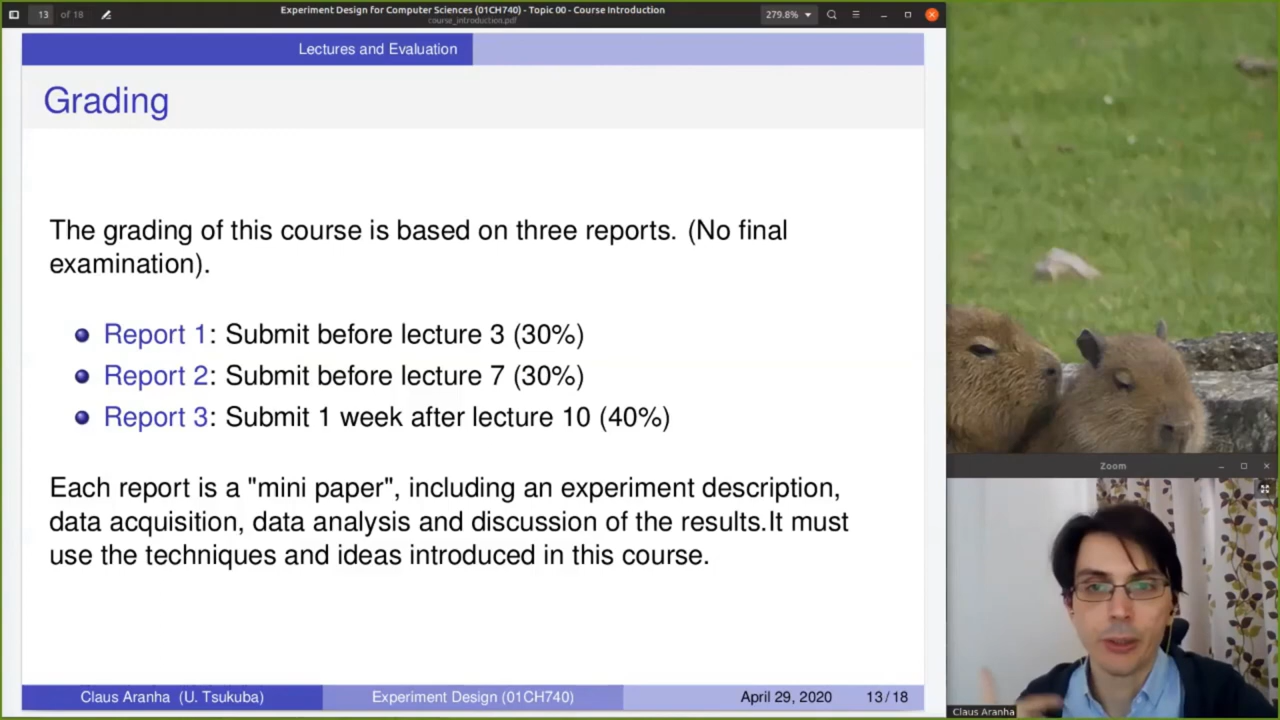 13 of 18
Experiment Design for Computer Sciences (01CH740) - Topic 00 - Course Introduction
course_introduction.pdf
279.8%
Lectures and Evaluation
Grading
The grading of this course is based on three reports. (No final
examination).
Report 1: Submit before lecture 3 (30%)
Report 2: Submit before lecture 7 (30%)
Report 3: Submit 1 week after lecture 10 (40%)
Each report is a "mini paper", including an experiment description,
data acquisition, data analysis and discussion of the results.It must
use the techniques and ideas introduced in this course.
Claus Aranha (U. Tsukuba)
Experiment Design (01CH740)
April 29, 2020
13/18
Zoom
Claus Aranha